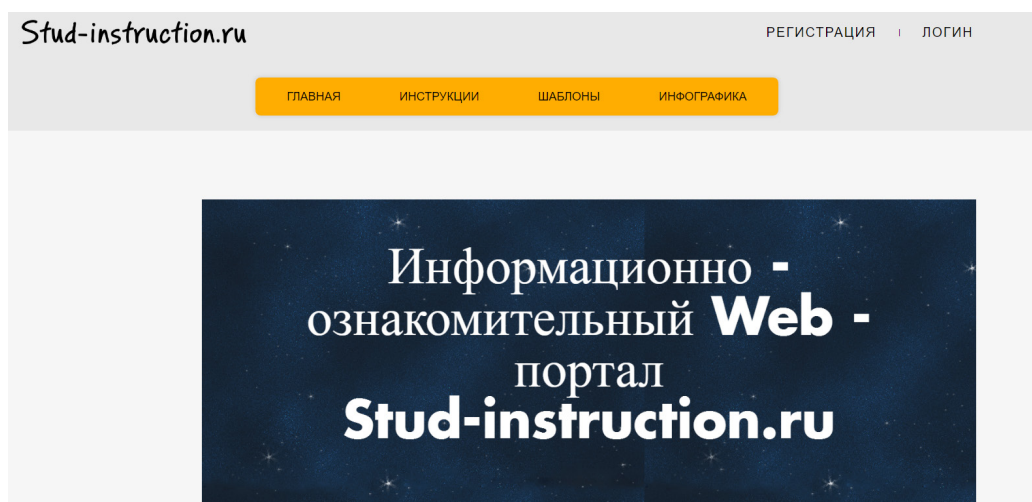 Stud-instruction.ru
РЕГИСТРАЦИЯ | ЛОГИН
ГЛАВНАЯ ИНСТРУКЦИИ ШАБЛОНЫ ИНФОГРАФИКА
Информационно -
ознакомительный Web -
портал
Stud-instruction.ru